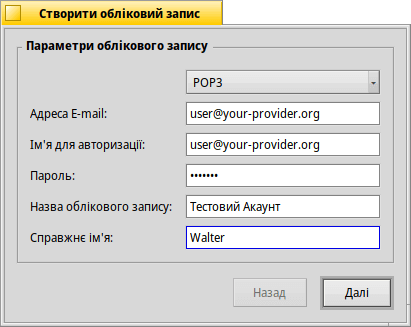 Створити обліковий запис
Параметри облікового запису
POP3
Адреса E-mail: user@your-provider.org
Ім'я для авторизації: user@your-provider.org
Пароль: •••••••
Назва облікового запису: Тестовий Акаунт
Справжнє ім'я: Walter
Назад Далі